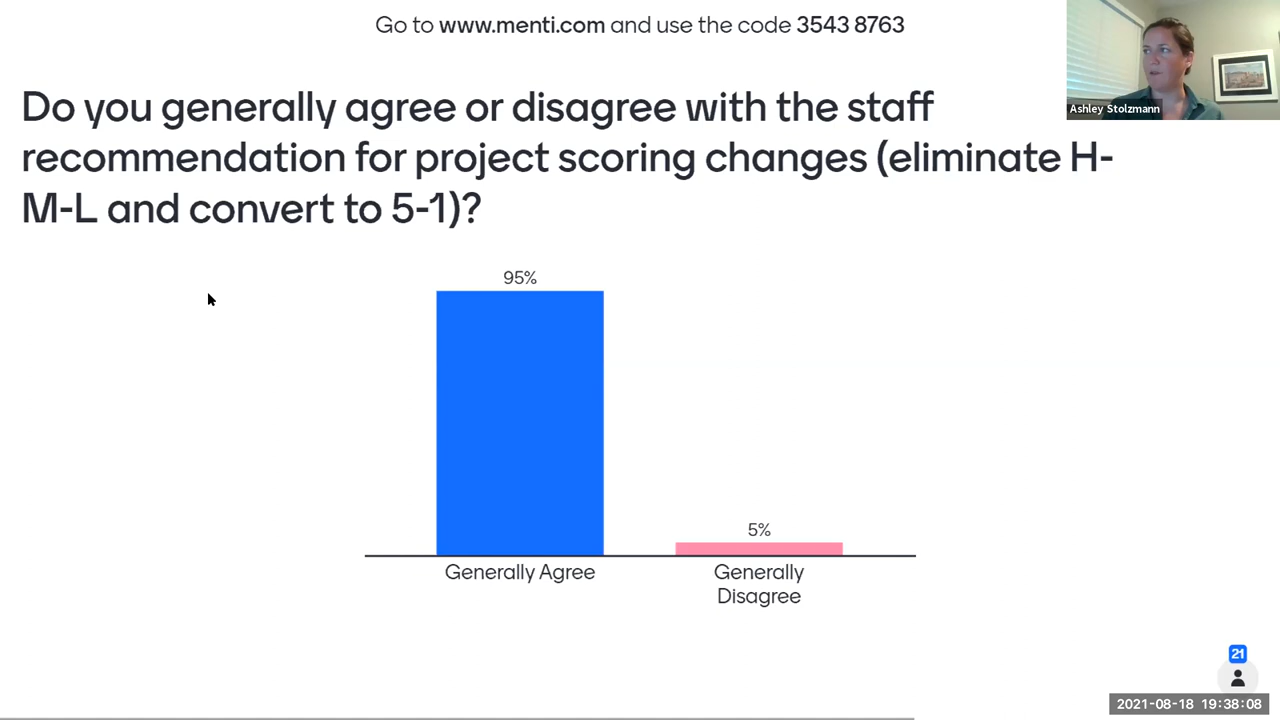 Go to www.menti.com and use the code 3543 8763
Ashley Stolzmann
Do you generally agree or disagree with the staff
recommendation for project scoring changes (eliminate H-
M-L and convert to 5-1)?
95%
5%
Generally Agree
Generally
Disagree
21
2021-08-18 19:38:08